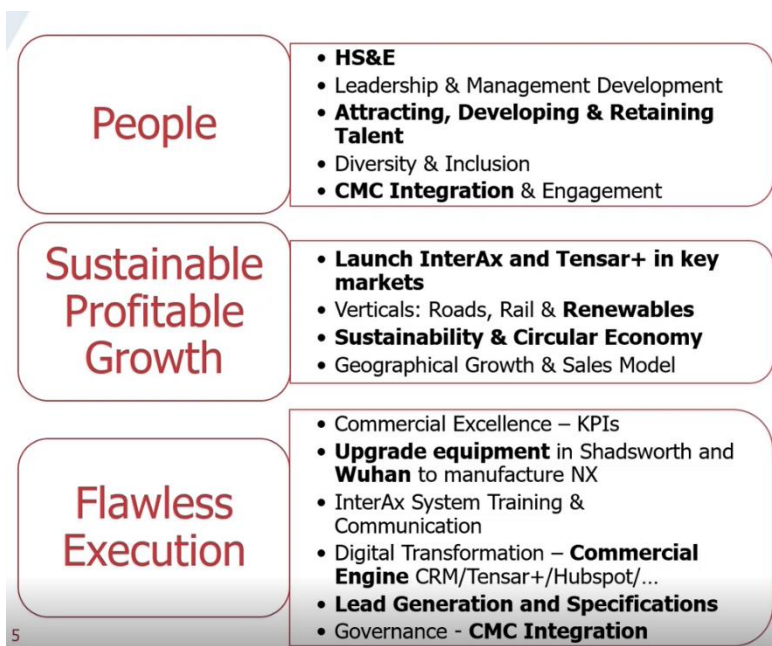 People
• HS&E
• Leadership & Management Development
• Attracting, Developing & Retaining
Talent
• Diversity & Inclusion
• CMC Integration & Engagement
Sustainable
Profitable
Growth
• Launch InterAx and Tensar+ in key
markets
• Verticals: Roads, Rail & Renewables
• Sustainability & Circular Economy
• Geographical Growth & Sales Model
Flawless
Execution
• Commercial Excellence – KPIs
• Upgrade equipment in Shadsworth and
Wuhan to manufacture NX
• InterAx System Training &
Communication
• Digital Transformation – Commercial
Engine CRM/Tensar+/Hubspot/...
• Lead Generation and Specifications
• Governance - CMC Integration
5